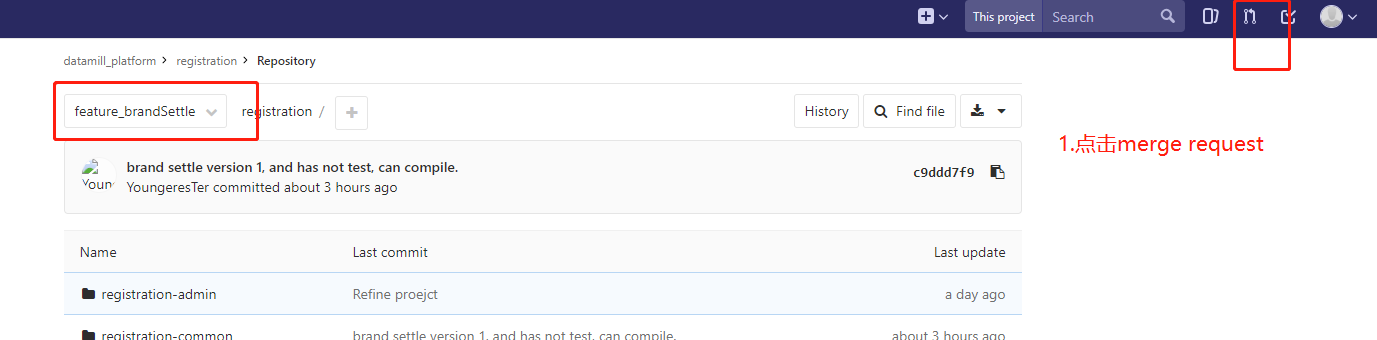 This project Search
datamill_platform > registration > Repository
feature_brandSettle registration / + History Find file
1.点击merge request
brand settle version 1, and has not test, can compile.
Youn
YoungeresTer committed about 3 hours ago
c9ddd7f9
Name Last commit Last update
registration-admin Refine proejct a day ago
registration-common brand settle version 1, and has not test, can compile. about 3 hours ago